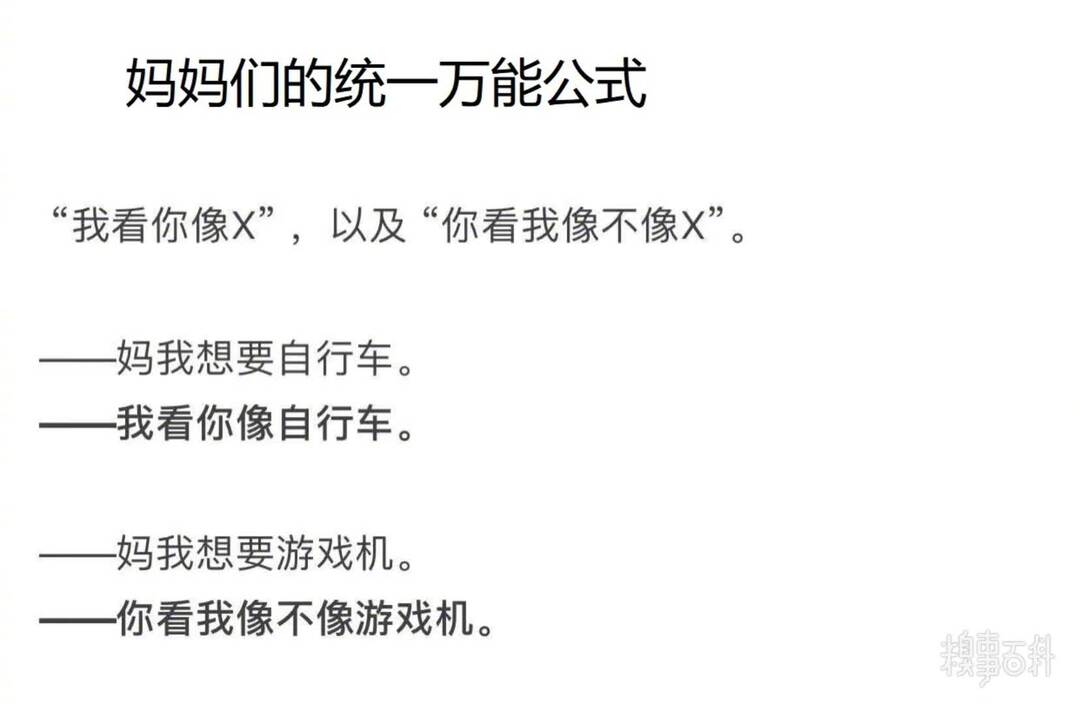 妈妈们的统一万能公式
“我看你像X”，以及“你看我像不像X”。
——妈我想要自行车。
——我看你像自行车。
——妈我想要游戏机。
——你看我像不像游戏机。
糗事百科